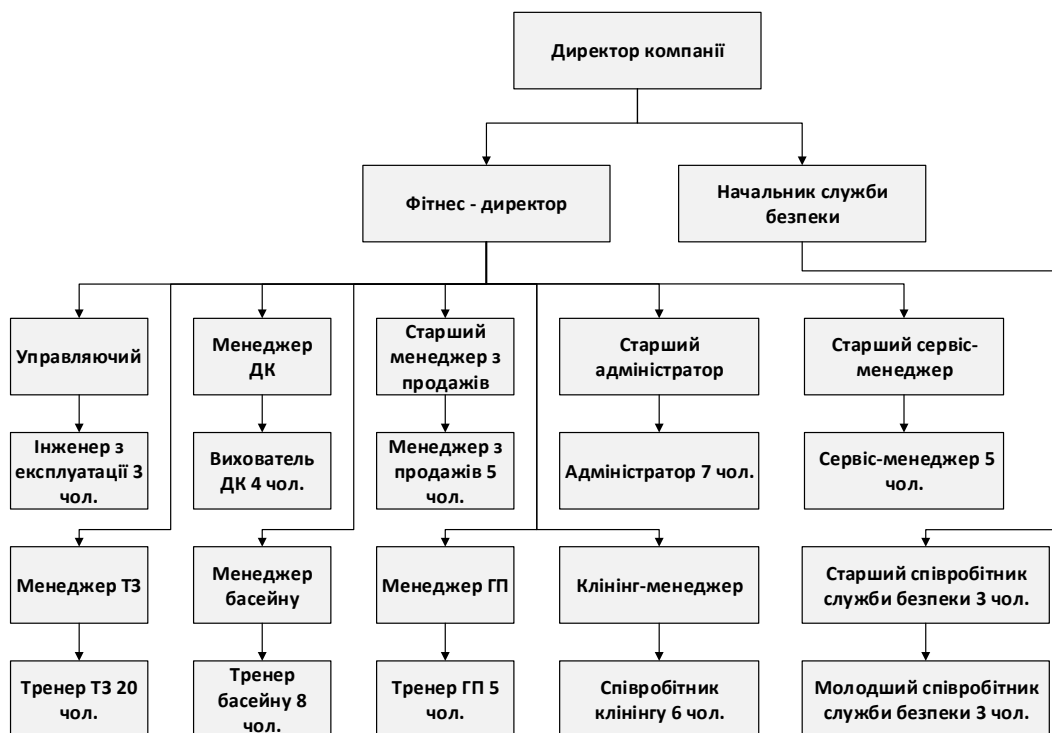 Директор компанії
Фітнес - директор
Начальник служби
безпеки
Управляючий
Менеджер
ДК
Старший
менеджер з
продажів
Старший
адміністратор
Старший сервіс-
менеджер
Інженер з
експлуатації 3
чол.
Вихователь
ДК 4 чол.
Менеджер з
продажів 5
чол.
Адміністратор 7 чол.
Сервіс-менеджер 5
чол.
Менеджер ТЗ
Менеджер
басейну
Менеджер ГП
Клінінг-менеджер
Старший співробітник
служби безпеки 3 чол.
Тренер ТЗ 20
чол.
Тренер
басейну 8
чол.
Тренер ГП 5
чол.
Співробітник
клінінгу 6 чол.
Молодший співробітник
служби безпеки 3 чол.